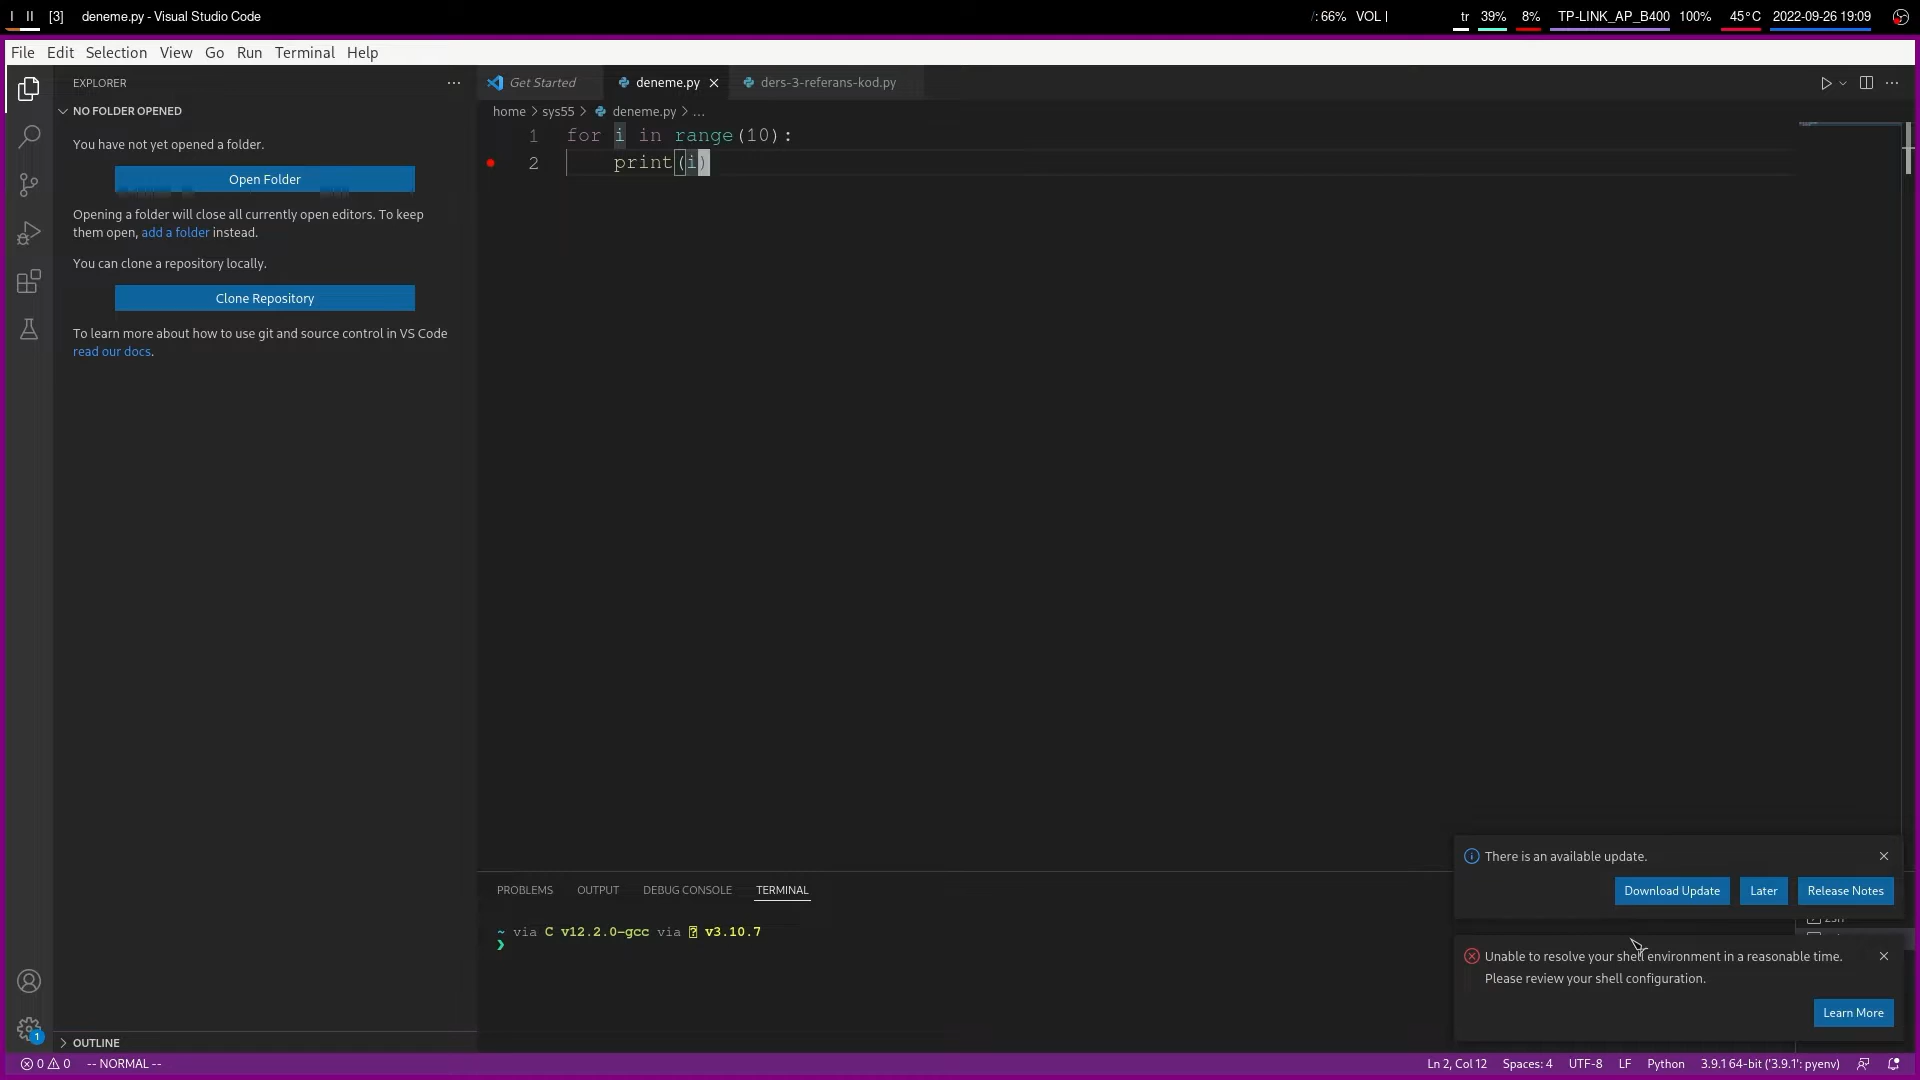 I II [3] deneme.py - Visual Studio Code
/: 66% VOL | tr 39% 8% TP-LINK_AP_B400 100% 45°C 2022-09-26 19:09
File Edit Selection View Go Run Terminal Help
EXPLORER
NO FOLDER OPENED
You have not yet opened a folder.
Open Folder
Opening a folder will close all currently open editors. To keep
them open, add a folder instead.
You can clone a repository locally.
Clone Repository
To learn more about how to use git and source control in VS Code
read our docs.
OUTLINE
Get Started deneme.py ders-3-referans-kod.py
home > sys55 > deneme.py > ...
1 for i in range(10):
2 print(i)
PROBLEMS OUTPUT DEBUG CONSOLE TERMINAL
~ via C v12.2.0-gcc via v3.10.7
❯
There is an available update.
Download Update Later Release Notes
Unable to resolve your shell environment in a reasonable time.
Please review your shell configuration.
Learn More
1
0 0 -- NORMAL --
Ln 2, Col 12 Spaces: 4 UTF-8 LF Python 3.9.1 64-bit ('3.9.1': pyenv)